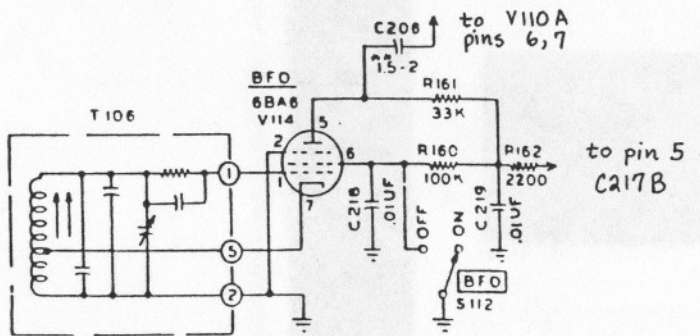 C206
to V110A
pins 6,7
**
1.5-2
BFO
6BA6
V114
R161
33K
T106
5
2
6
1
7
R160
100K
R162
2200
to pin 5
C217B
1
5
2
C218
.01UF
OFF
ON
C219
.01UF
BFO
S112